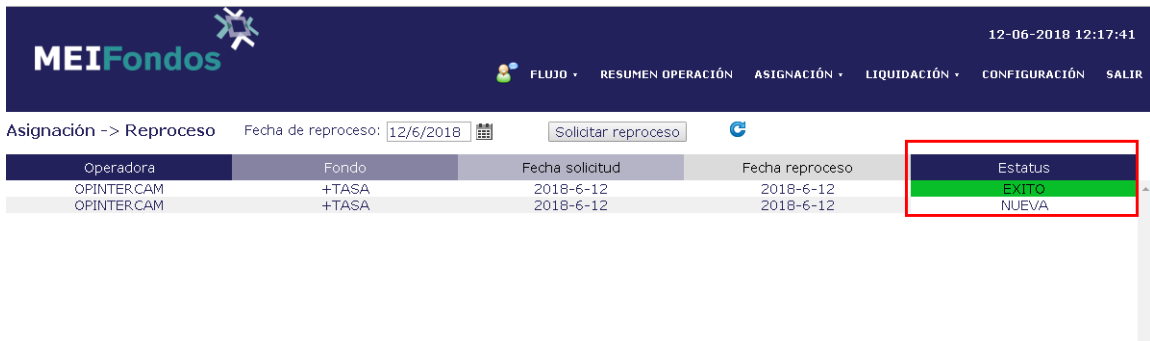 12-06-2018 12:17:41
MEIFondos
FLUJO RESUMEN OPERACIÓN ASIGNACIÓN LIQUIDACIÓN CONFIGURACIÓN SALIR
Asignación -> Reproceso Fecha de reproceso: 12/6/2018 Solicitar reproceso
Operadora Fondo Fecha solicitud Fecha reproceso Estatus
OPINTERCAM +TASA 2018-6-12 2018-6-12 EXITO
OPINTERCAM +TASA 2018-6-12 2018-6-12 NUEVA